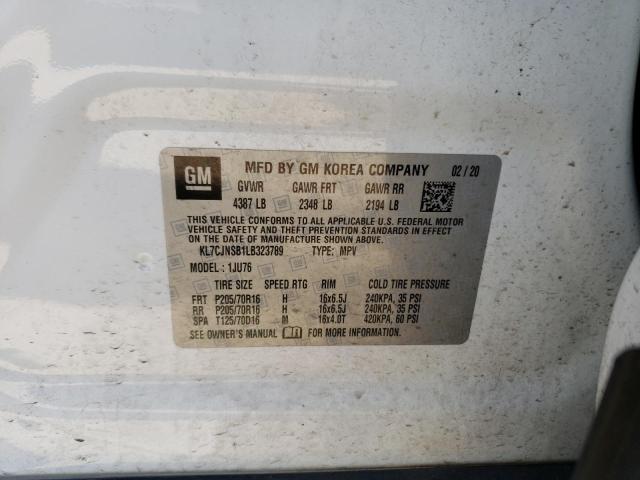 GM MFD BY GM KOREA COMPANY 02/20
GVWR GAWR FRT GAWR RR
4387 LB 2348 LB 2194 LB
THIS VEHICLE CONFORMS TO ALL APPLICABLE U.S. FEDERAL MOTOR
VEHICLE SAFETY AND THEFT PREVENTION STANDARDS IN EFFECT ON
THE DATE OF MANUFACTURE SHOWN ABOVE.
KL7CJNSB1LB323789 TYPE: MPV
MODEL : 1JU76
TIRE SIZE SPEED RTG RIM COLD TIRE PRESSURE
FRT P205/70R16 H 16x6.5J 240KPA, 35 PSI
RR P205/70R16 H 16x6.5J 240KPA, 35 PSI
SPA T125/70D16 M 16x4.0T 420KPA, 60 PSI
SEE OWNER'S MANUAL FOR MORE INFORMATION.